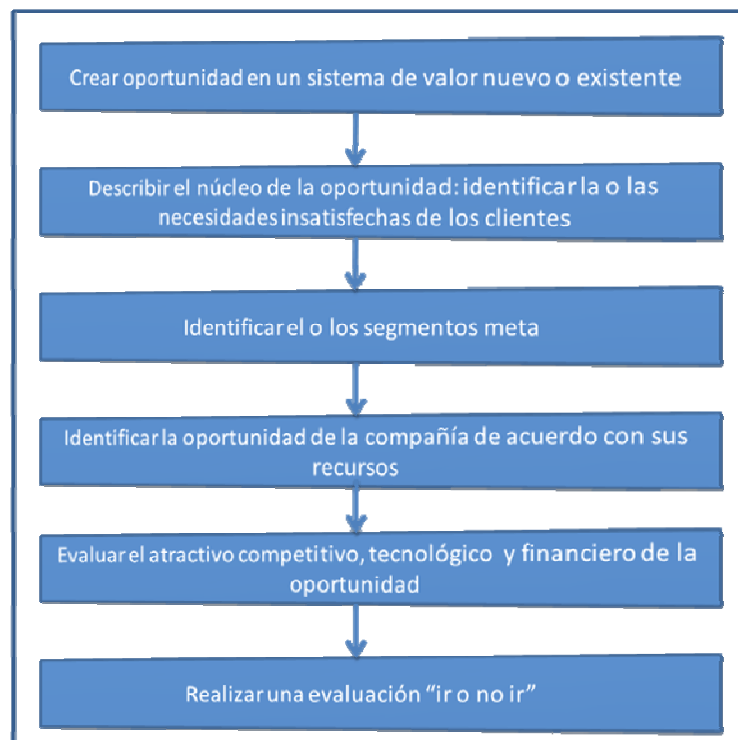 Crear oportunidad en un sistema de valor nuevo o existente
Describir el núcleo de la oportunidad: identificar la o las
necesidades insatisfechas de los clientes
Identificar el o los segmentos meta
Identificar la oportunidad de la compañía de acuerdo con sus
recursos
Evaluar el atractivo competitivo, tecnológico y financiero de la
oportunidad
Realizar una evaluación “ir o no ir”